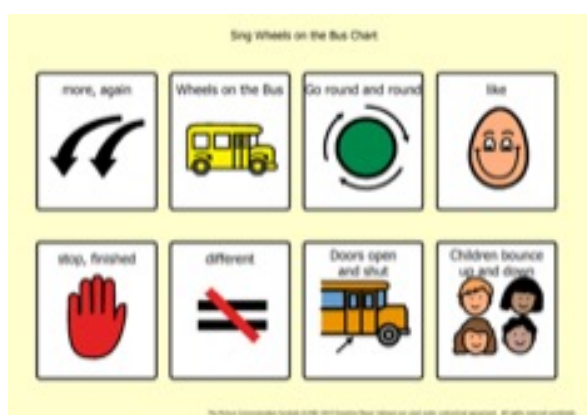 Sing Wheels on the Bus Chart
more, again
Wheels on the Bus
Go round and round
like
stop, finished
different
Doors open
and shut
Children bounce
up and down